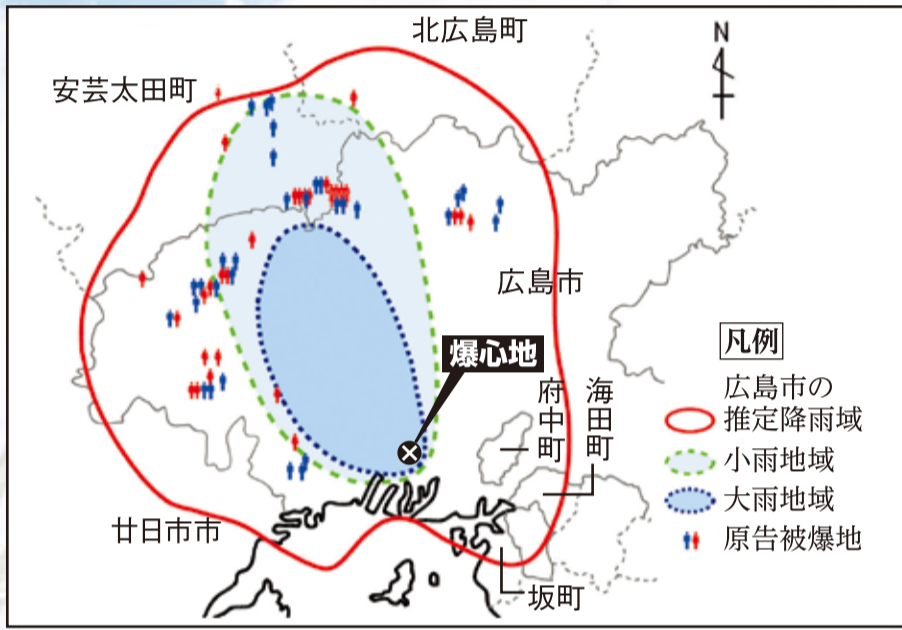 北広島町
安芸太田町
N
広島市
爆心地
府中町
海田町
廿日市市
坂町
凡例
広島市の
推定降雨域
小雨地域
大雨地域
原告被爆地